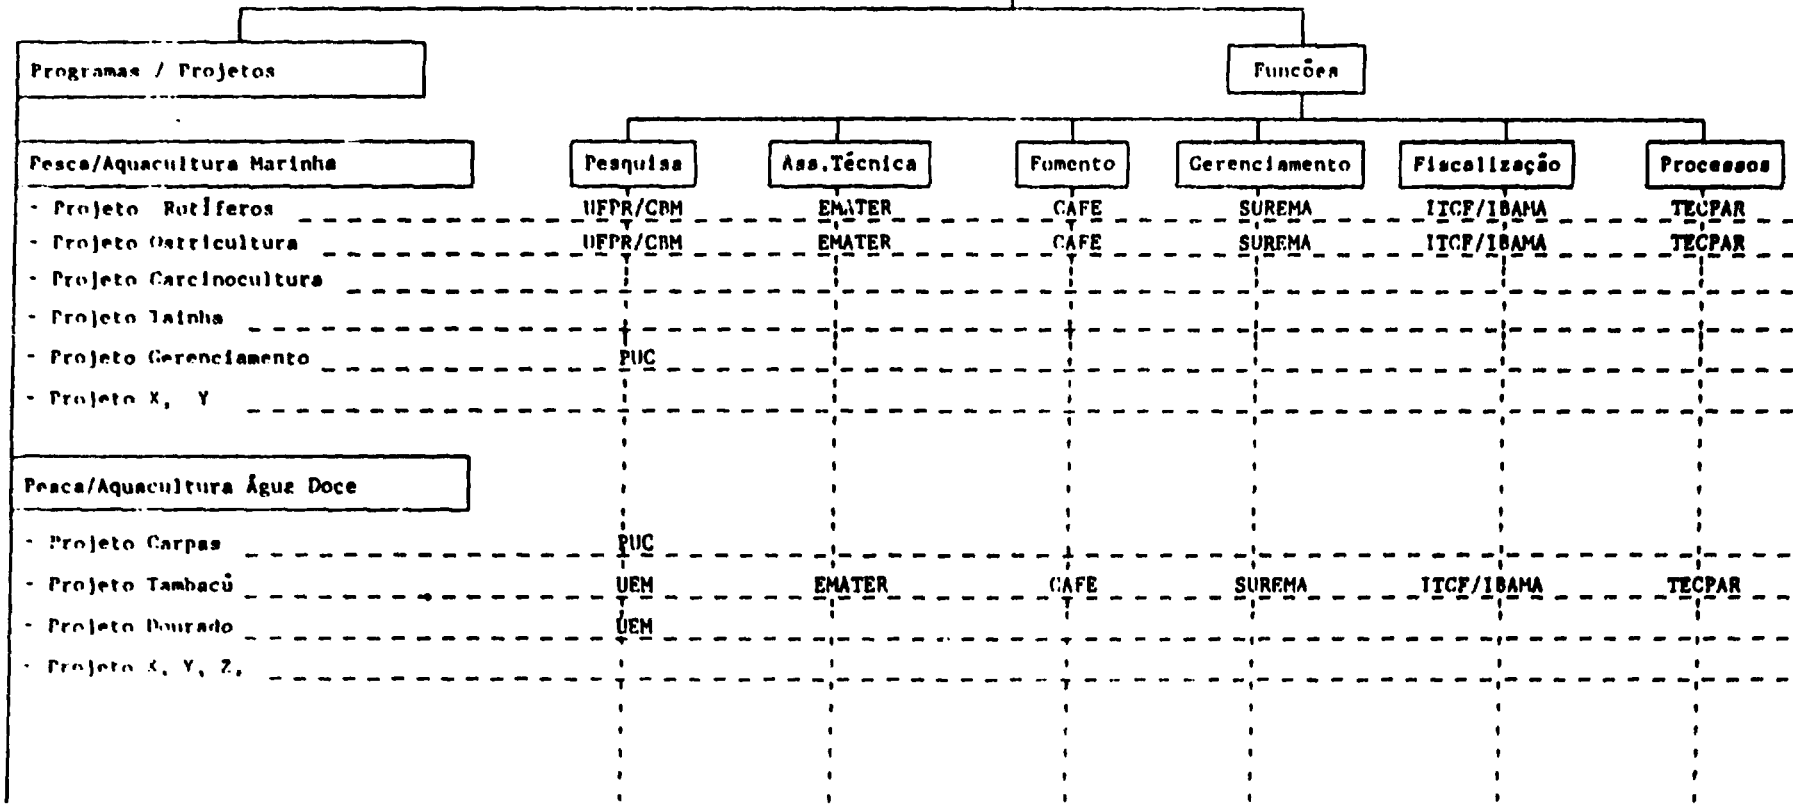 Programas / Projetos
Funções
Pesca/Aquacultura Marinha
Pesquisa Ass.Técnica Fomento Gerenciamento Fiscalização Processos
- Projeto Rotíferos UFPR/CBM EMATER CAFE SUREMA ITCF/IBAMA TECPAR
- Projeto Ostricultura UFPR/CBM EMATER CAFE SUREMA ITCF/IBAMA TECPAR
- Projeto Carcinocultura
- Projeto Tainha
- Projeto Gerenciamento PUC
- Projeto X, Y
Pesca/Aquacultura Água Doce
- Projeto Carpas PUC
- Projeto Tambacú UEM EMATER CAFE SUREMA ITCF/IBAMA TECPAR
- Projeto Dourado UEM
- Projeto X, Y, Z,